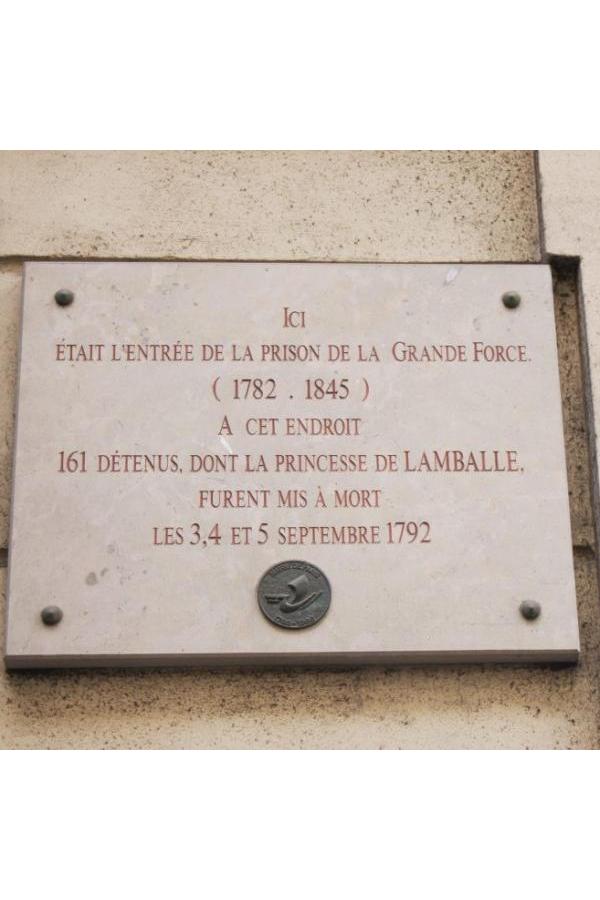 ICI
ÉTAIT L'ENTRÉE DE LA PRISON DE LA GRANDE FORCE.
( 1782 . 1845 )
A CET ENDROIT
161 DÉTENUS, DONT LA PRINCESSE DE LAMBALLE,
FURENT MIS À MORT
LES 3,4 ET 5 SEPTEMBRE 1792